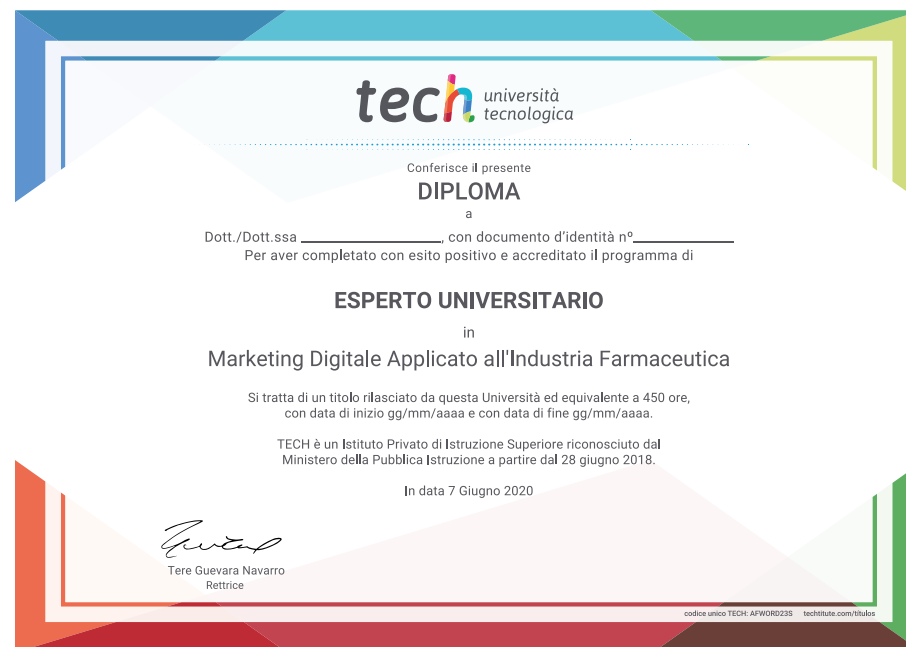 tech università
tecnologica
Conferisce il presente
DIPLOMA
a
Dott./Dott.ssa ____________________, con documento d'identità nº______________
Per aver completato con esito positivo e accreditato il programma di
ESPERTO UNIVERSITARIO
in
Marketing Digitale Applicato all'Industria Farmaceutica
Si tratta di un titolo rilasciato da questa Università ed equivalente a 450 ore,
con data di inizio gg/mm/aaaa e con data di fine gg/mm/aaaa.
TECH è un Istituto Privato di Istruzione Superiore riconosciuto dal
Ministero della Pubblica Istruzione a partire dal 28 giugno 2018.
In data 7 Giugno 2020
Tere Guevara Navarro
Rettrice
codice unico TECH: AFWORD23S techtitute.com/titulos